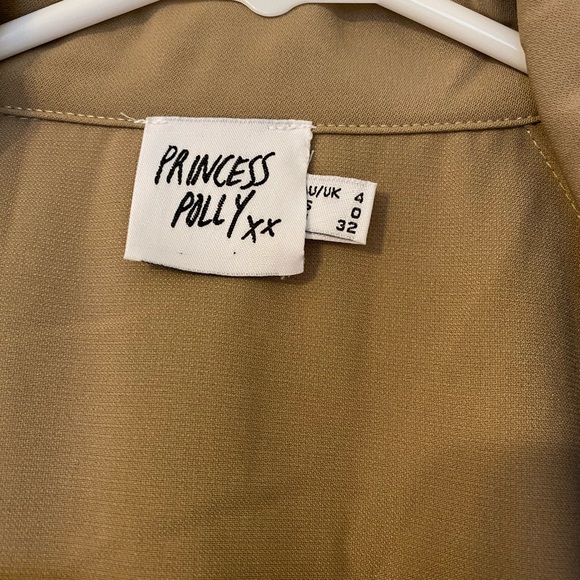 PRINCESS
POLLY xx
U/UK 4
S 0
32